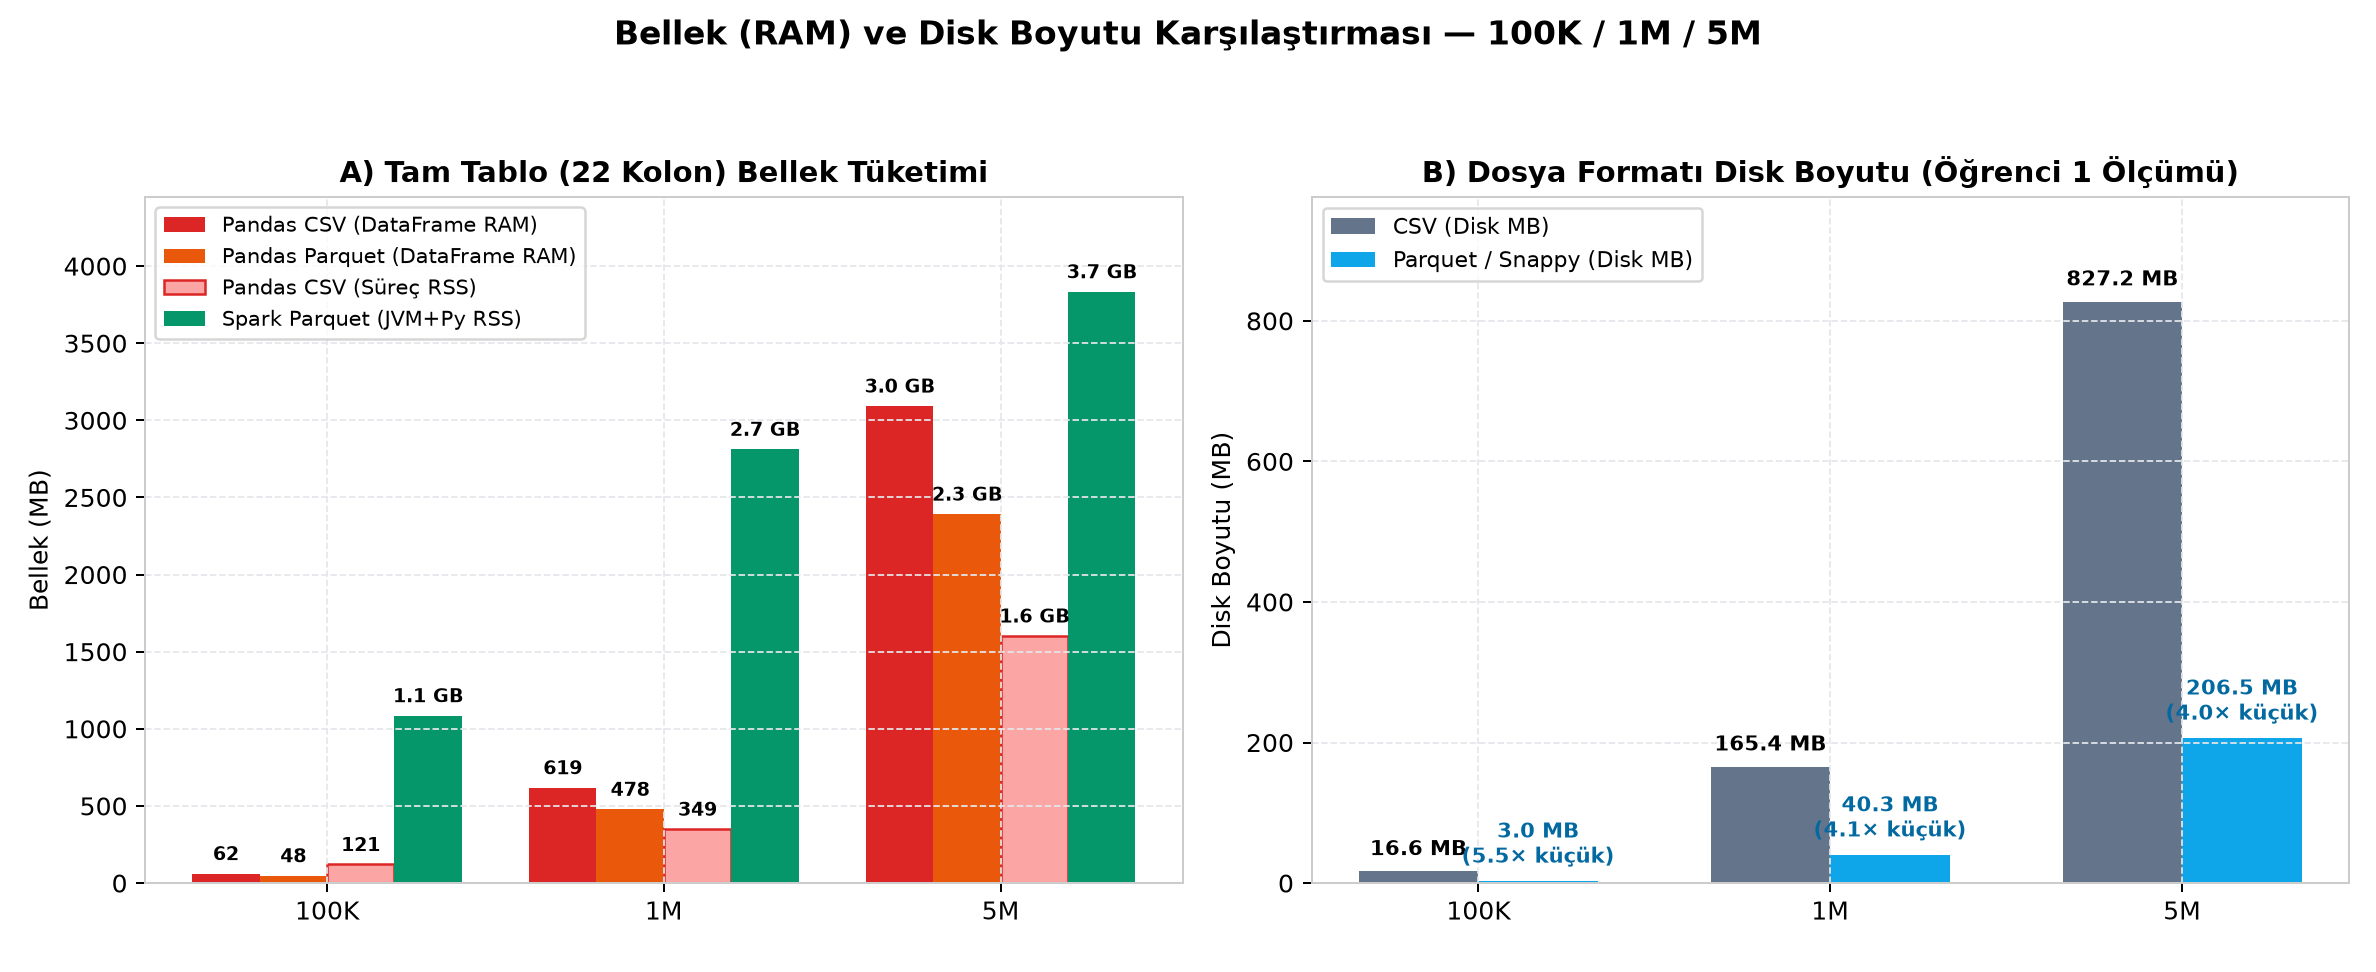 Bellek (RAM) ve Disk Boyutu Karşılaştırması — 100K / 1M / 5M
A) Tam Tablo (22 Kolon) Bellek Tüketimi
Pandas CSV (DataFrame RAM)
Pandas Parquet (DataFrame RAM)
Pandas CSV (Süreç RSS)
Spark Parquet (JVM+Py RSS)
Bellek (MB)
4000
3500
3000
2500
2000
1500
1000
500
0
62
48
121
1.1 GB
619
478
349
2.7 GB
3.0 GB
2.3 GB
1.6 GB
3.7 GB
100K
1M
5M
B) Dosya Formatı Disk Boyutu (Öğrenci 1 Ölçümü)
CSV (Disk MB)
Parquet / Snappy (Disk MB)
Disk Boyutu (MB)
800
600
400
200
0
16.6 MB
3.0 MB
(5.5× küçük)
165.4 MB
40.3 MB
(4.1× küçük)
827.2 MB
206.5 MB
(4.0× küçük)
100K
1M
5M